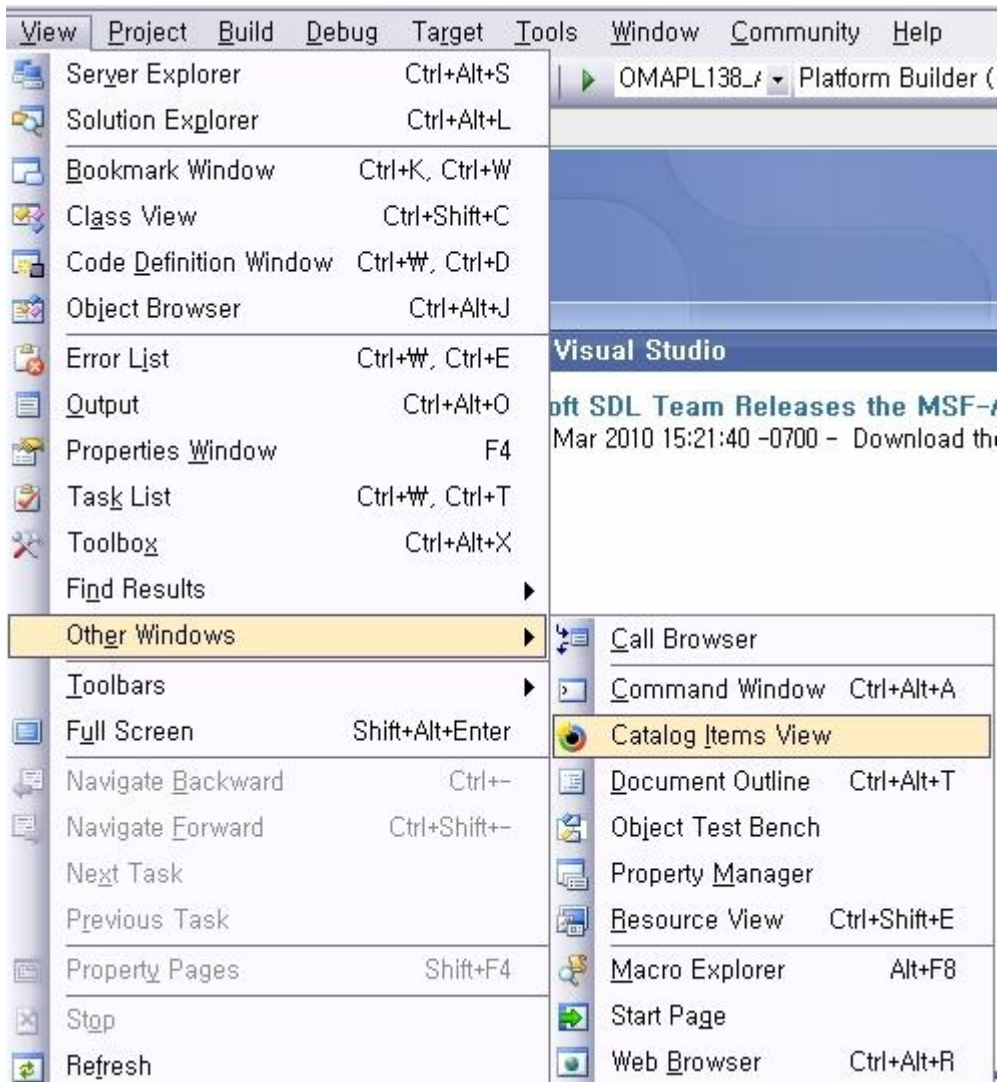 View Project Build Debug Target Tools Window Community Help
OMAPL138_ Platform Builder (
Server Explorer Ctrl+Alt+S
Solution Explorer Ctrl+Alt+L
Bookmark Window Ctrl+K, Ctrl+W
Class View Ctrl+Shift+C
Code Definition Window Ctrl+₩, Ctrl+D
Object Browser Ctrl+Alt+J
Error List Ctrl+₩, Ctrl+E
Output Ctrl+Alt+O
Properties Window F4
Task List Ctrl+₩, Ctrl+T
Toolbox Ctrl+Alt+X
Find Results
Other Windows
Toolbars
Full Screen Shift+Alt+Enter
Navigate Backward Ctrl+-
Navigate Forward Ctrl+Shift+-
Next Task
Previous Task
Property Pages Shift+F4
Stop
Refresh
Visual Studio
oft SDL Team Releases the MSF-
Mar 2010 15:21:40 -0700 - Download the
Call Browser
Command Window Ctrl+Alt+A
Catalog Items View
Document Outline Ctrl+Alt+T
Object Test Bench
Property Manager
Resource View Ctrl+Shift+E
Macro Explorer Alt+F8
Start Page
Web Browser Ctrl+Alt+R